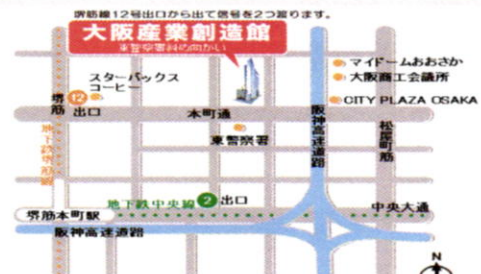 堺筋線12号出口から出て信号を2つ渡ります。
大阪産業創造館
東警察署斜め向かい
マイドームおおさか
大阪商工会議所
スターバックス
コーヒー
CITY PLAZA OSAKA
堺筋
12
出口
本町通
阪神高速道路
松屋町筋
東警察署
地下鉄堺筋線
地下鉄中央線 2 出口
中央大通
堺筋本町駅
阪神高速道路
N